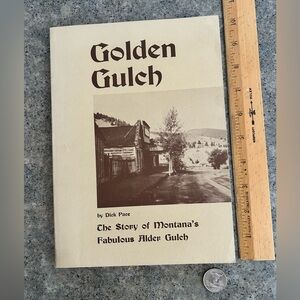 Golden
Gulch
by Dick Pace
The Story of Montana's
Fabulous Alder Gulch